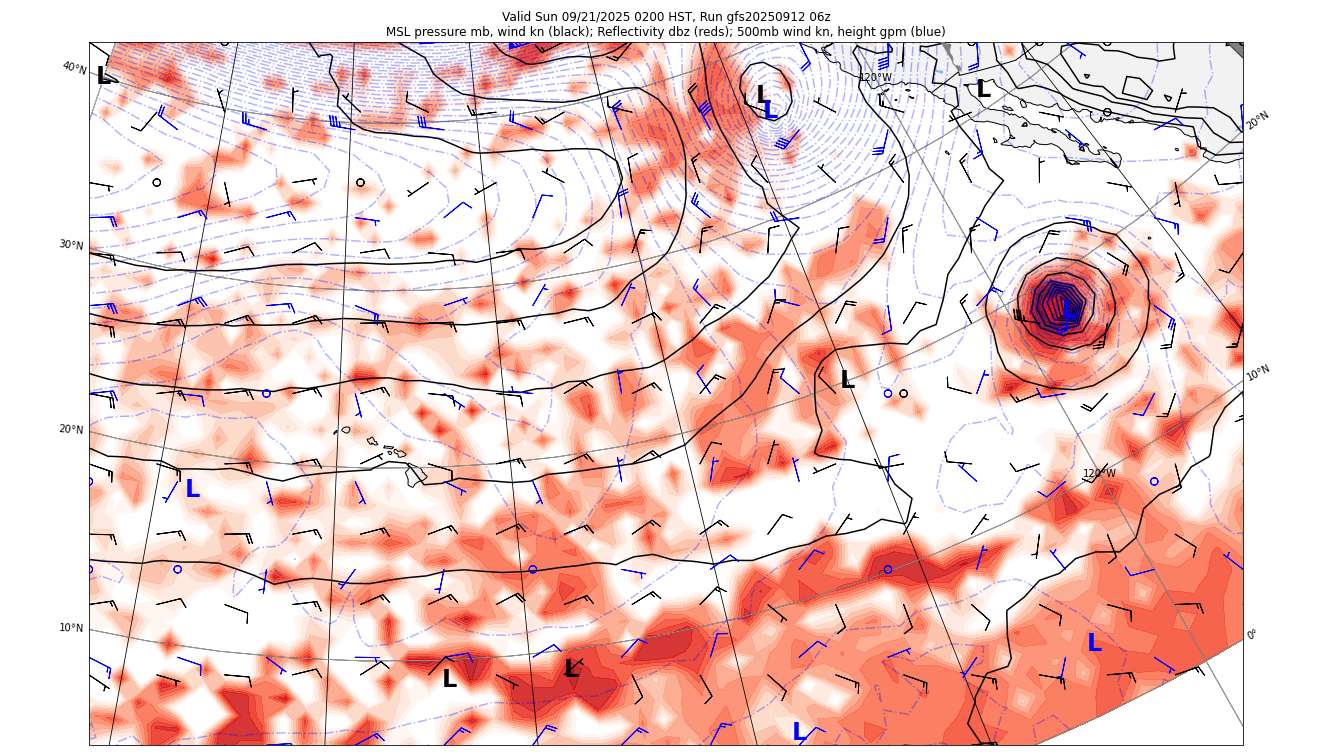 Valid Sun 09/21/2025 0200 HST, Run gfs20250912 06z
MSL pressure mb, wind kn (black); Reflectivity dbz (reds); 500mb wind kn, height gpm (blue)
40°N
L
L
L
120°W
L
20°N
30°N
L
10°N
L
20°N
120°W
L
10°N
0°
L
L
L
L